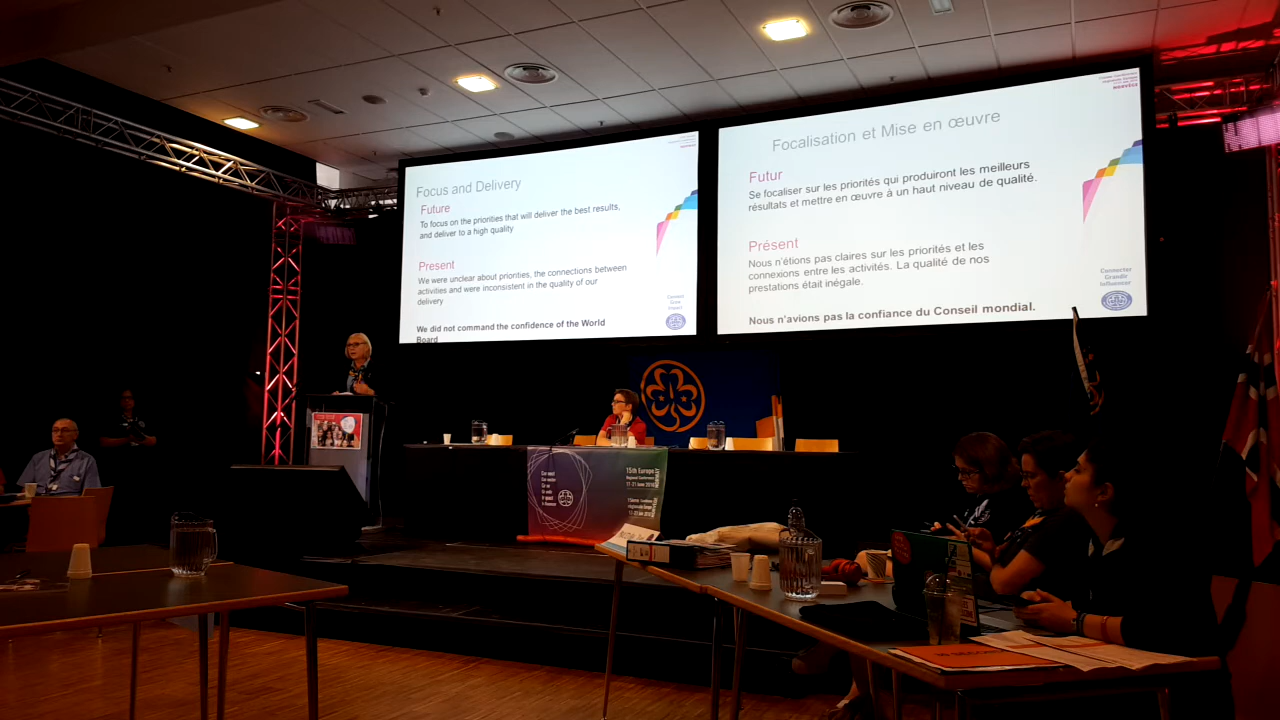 Focus and Delivery
Future
To focus on the priorities that will deliver the best results,
and deliver to a high quality
Present
We were unclear about priorities, the connections between
activities and were inconsistent in the quality of our
delivery
We did not command the confidence of the World
Board
Connect
Grow
Impact
NORVÈGE
Focalisation et Mise en œuvre
Futur
Se focaliser sur les priorités qui produiront les meilleurs
résultats et mettre en œuvre à un haut niveau de qualité.
Présent
Nous n'étions pas claires sur les priorités et les
connexions entre les activités. La qualité de nos
prestations était inégale.
Nous n'avions pas la confiance du Conseil mondial.
Connecter
Grandir
Influencer
15th Europe
Regional Conference